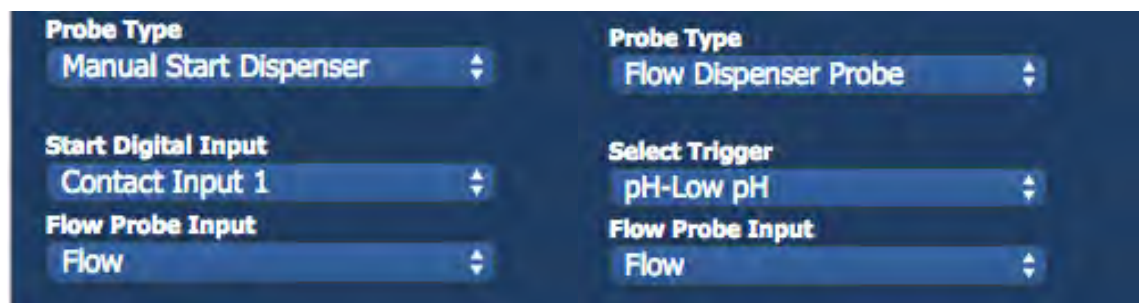 Probe Type
Manual Start Dispenser
Start Digital Input
Contact Input 1
Flow Probe Input
Flow
Probe Type
Flow Dispenser Probe
Select Trigger
pH-Low pH
Flow Probe Input
Flow